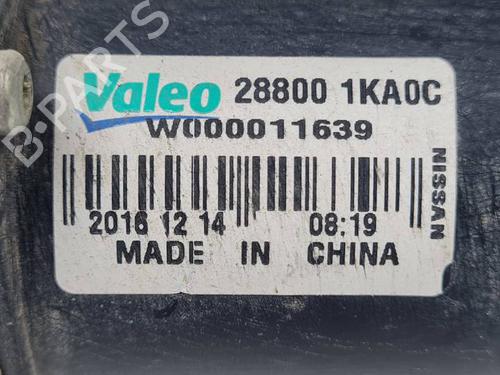 Valeo 28800 1KA0C
W000011639
2016 12 14 08:19
MADE IN CHINA
NISSAN
B-PARTS